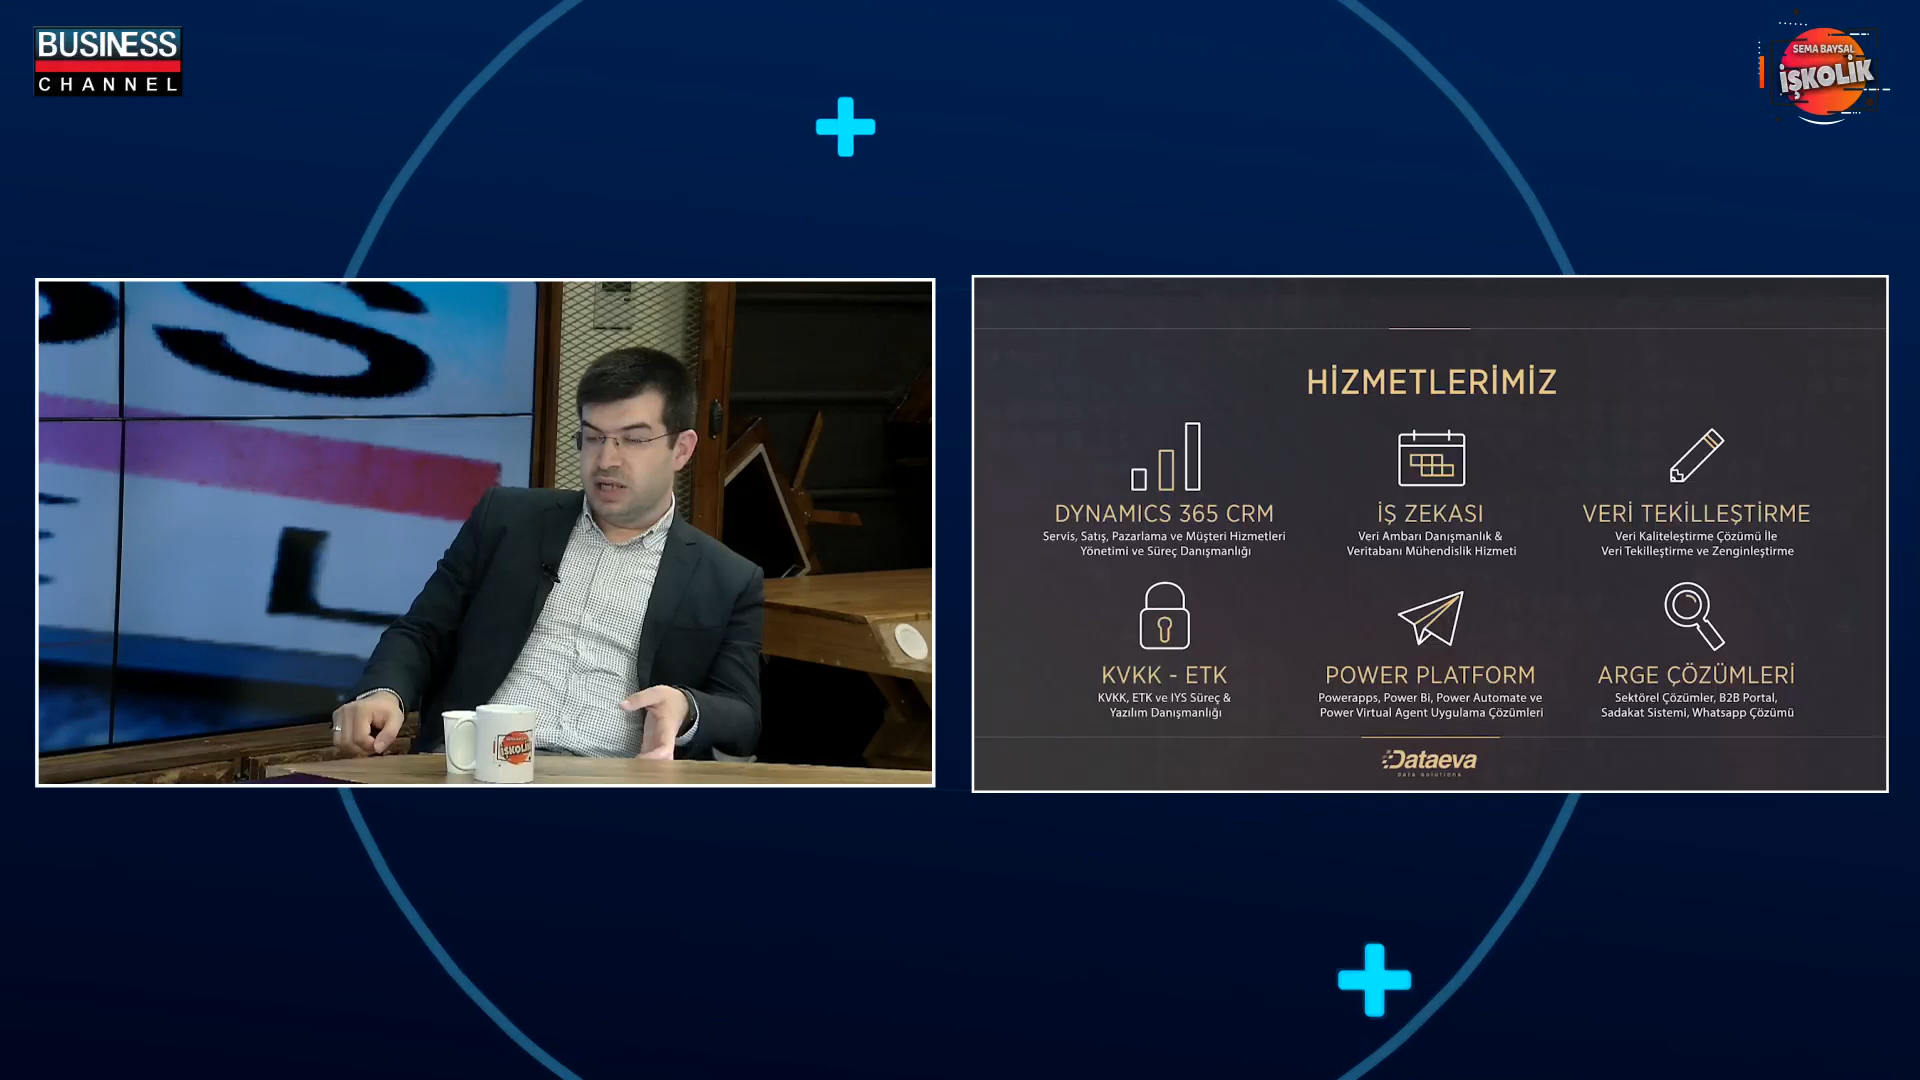 BUSINESS
CHANNEL
SEMA BAYSAL
İŞKOLİK
İŞKOLİK
HİZMETLERİMİZ
DYNAMICS 365 CRM
Servis, Satış, Pazarlama ve Müşteri Hizmetleri
Yönetimi ve Süreç Danışmanlığı
İŞ ZEKASI
Veri Ambarı Danışmanlık &
Veritabanı Mühendislik Hizmeti
VERİ TEKİLLEŞTİRME
Veri Kaliteleştirme Çözümü İle
Veri Tekilleştirme ve Zenginleştirme
KVKK - ETK
KVKK, ETK ve IYS Süreç &
Yazılım Danışmanlığı
POWER PLATFORM
Powerapps, Power Bi, Power Automate ve
Power Virtual Agent Uygulama Çözümleri
ARGE ÇÖZÜMLERİ
Sektörel Çözümler, B2B Portal,
Sadakat Sistemi, Whatsapp Çözümü
Dataeva
data solutions